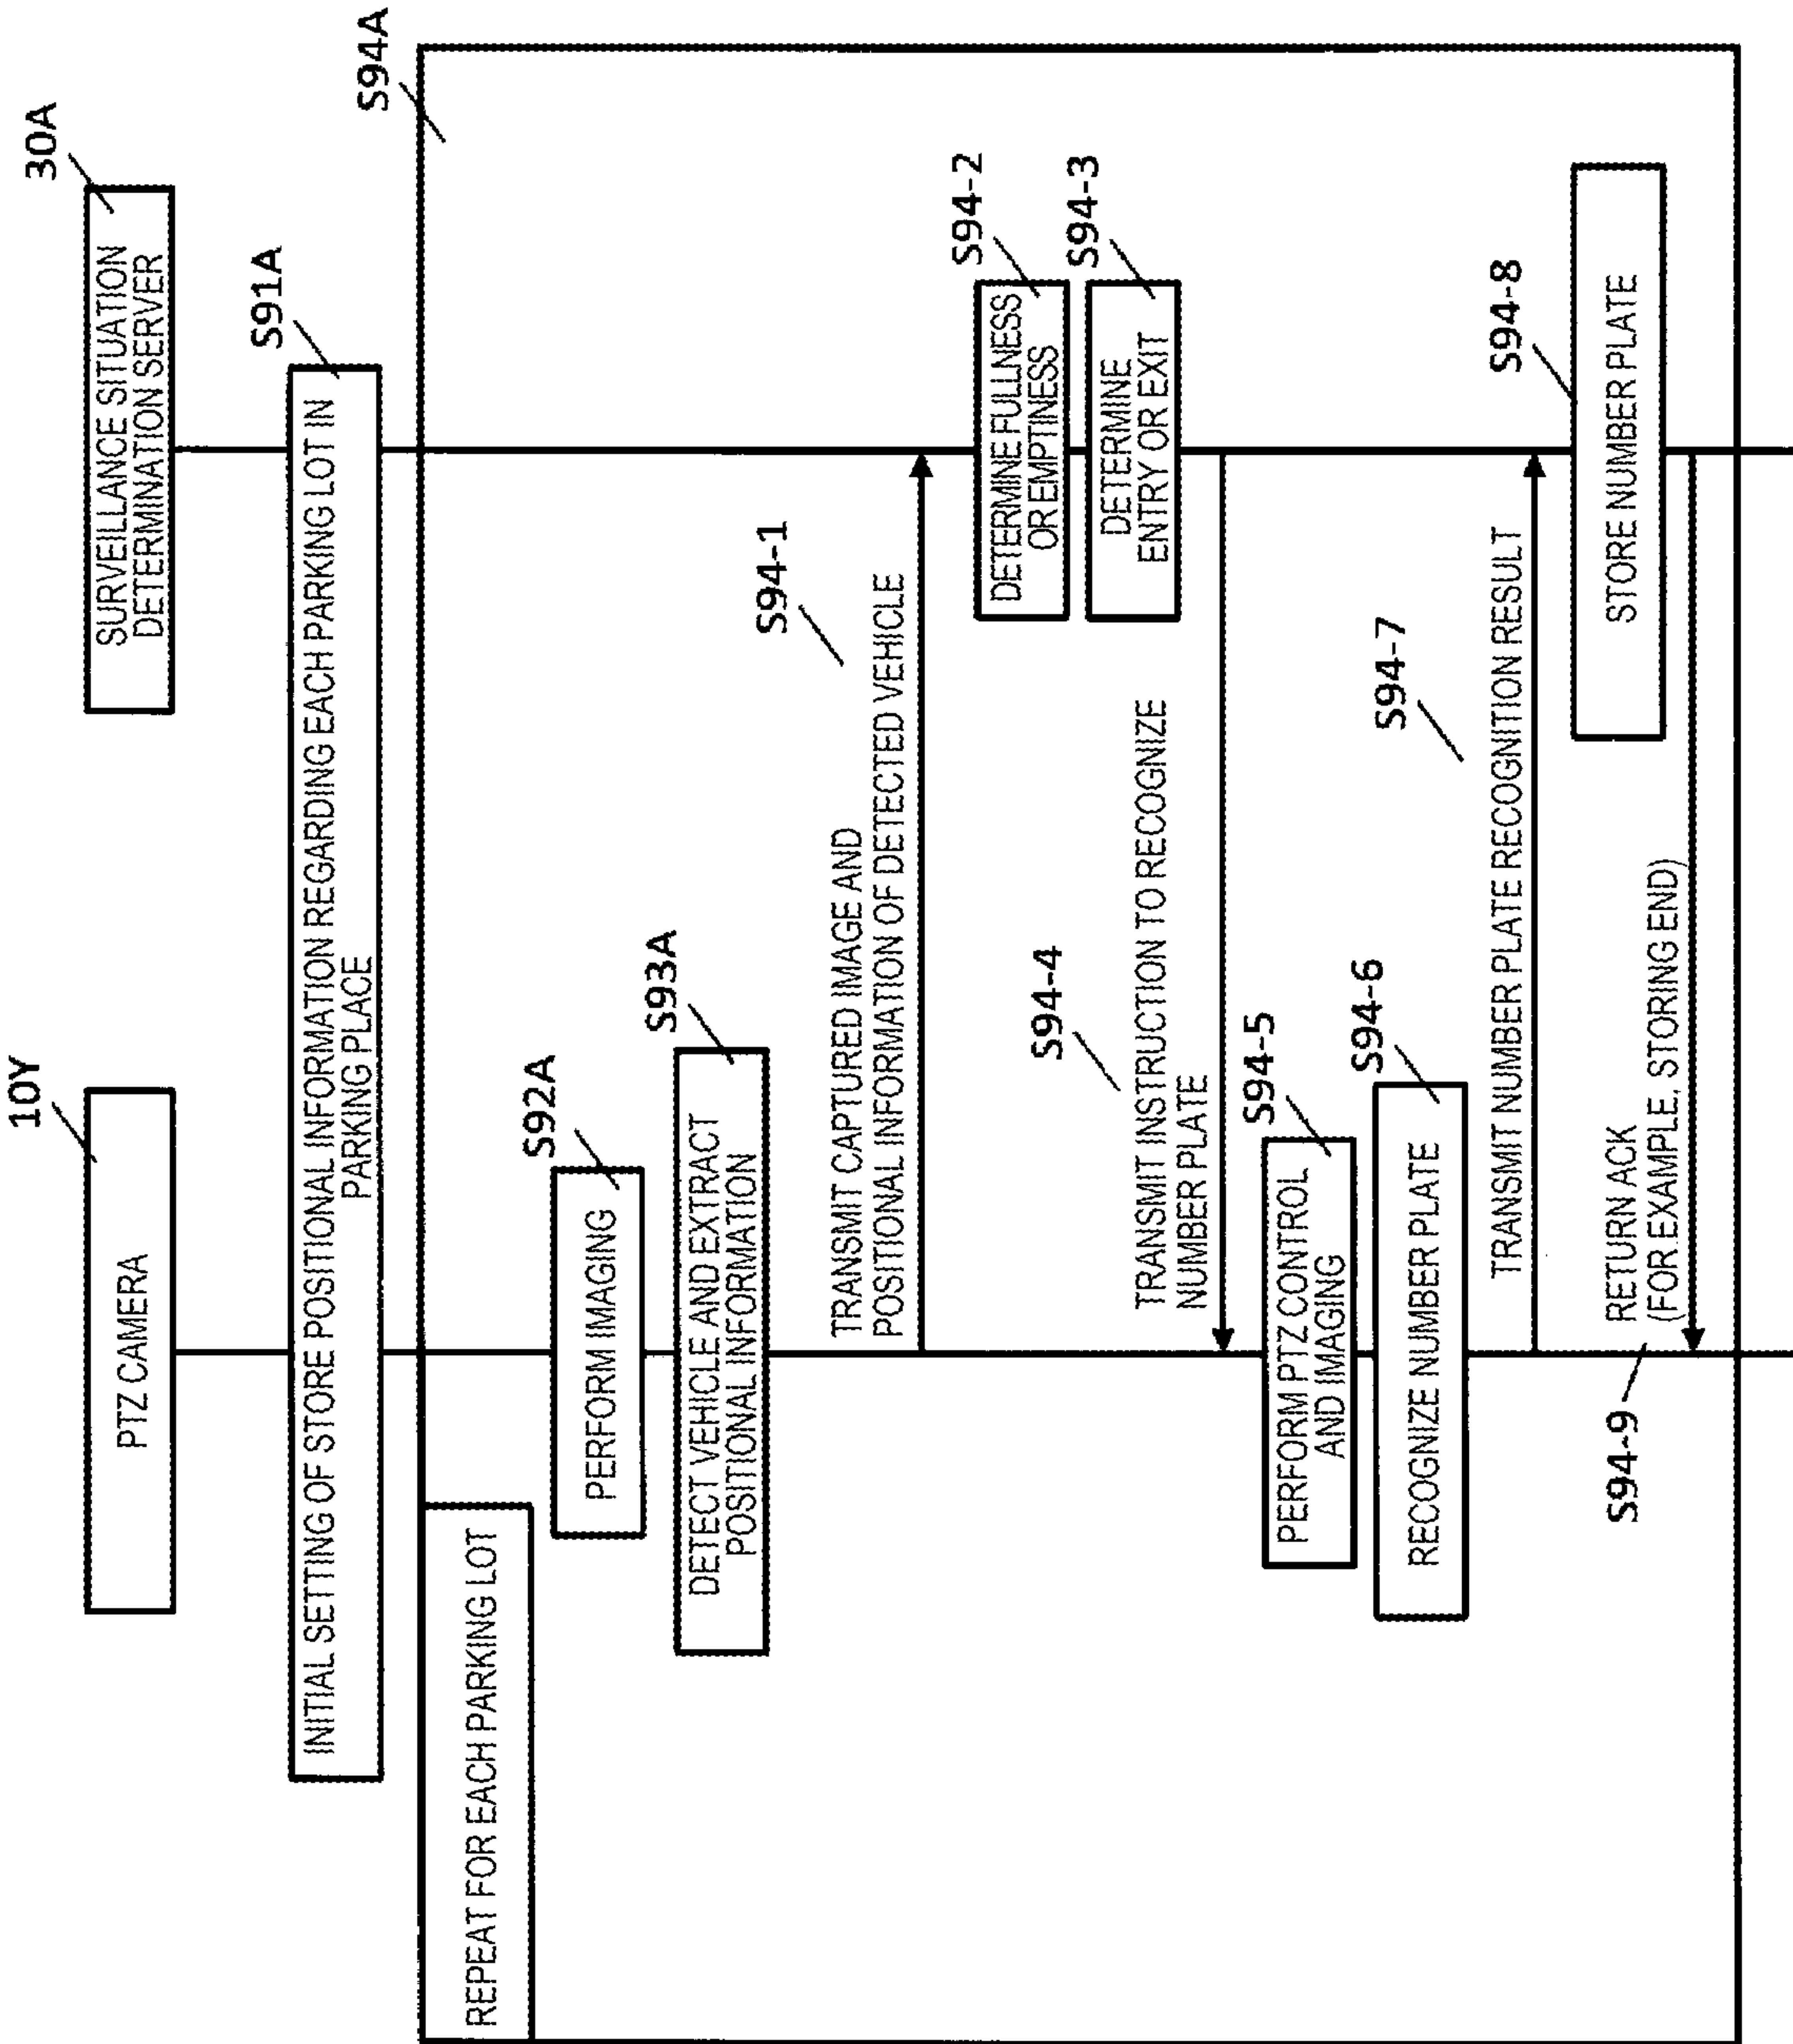 10Y
PTZ CAMERA
30A
SURVEILLANCE SITUATION
DETERMINATION SERVER
S91A
INITIAL SETTING OF STORE POSITIONAL INFORMATION REGARDING EACH PARKING LOT IN
PARKING PLACE
S94A
REPEAT FOR EACH PARKING LOT
S92A
PERFORM IMAGING
S93A
DETECT VEHICLE AND EXTRACT
POSITIONAL INFORMATION
S94-1
TRANSMIT CAPTURED IMAGE AND
POSITIONAL INFORMATION OF DETECTED VEHICLE
S94-2
DETERMINE FULLNESS
OR EMPTINESS
S94-3
DETERMINE
ENTRY OR EXIT
S94-4
TRANSMIT INSTRUCTION TO RECOGNIZE
NUMBER PLATE
S94-5
PERFORM PTZ CONTROL
AND IMAGING
S94-6
RECOGNIZE NUMBER PLATE
S94-7
TRANSMIT NUMBER PLATE RECOGNITION RESULT
S94-8
STORE NUMBER PLATE
S94-9
RETURN ACK
(FOR EXAMPLE, STORING END)